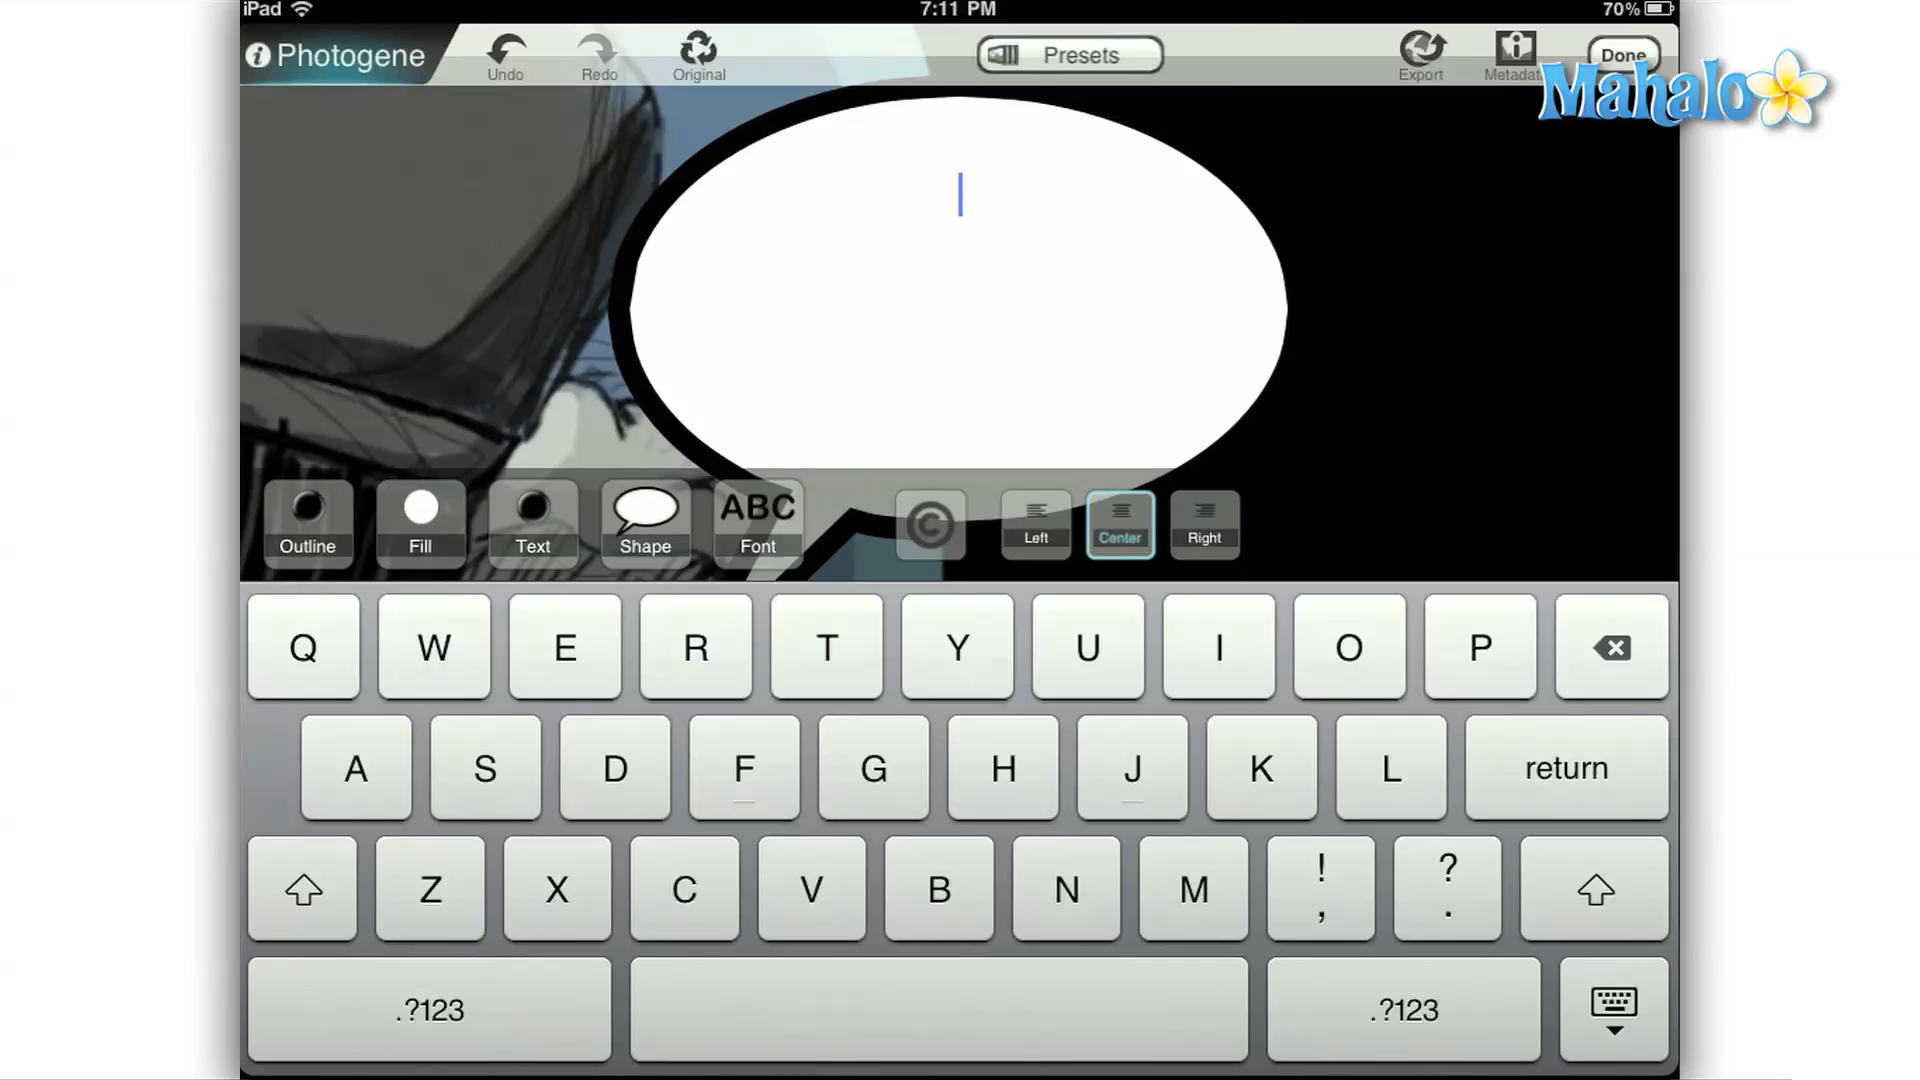 iPad 7:11 PM 70%
Photogene Undo Redo Original Presets Export Metadat Done
Mahalo
Outline Fill Text Shape ABC Font © Left Center Right
Q W E R T Y U I O P
A S D F G H J K L return
Z X C V B N M ! , ? .
.?123 .?123